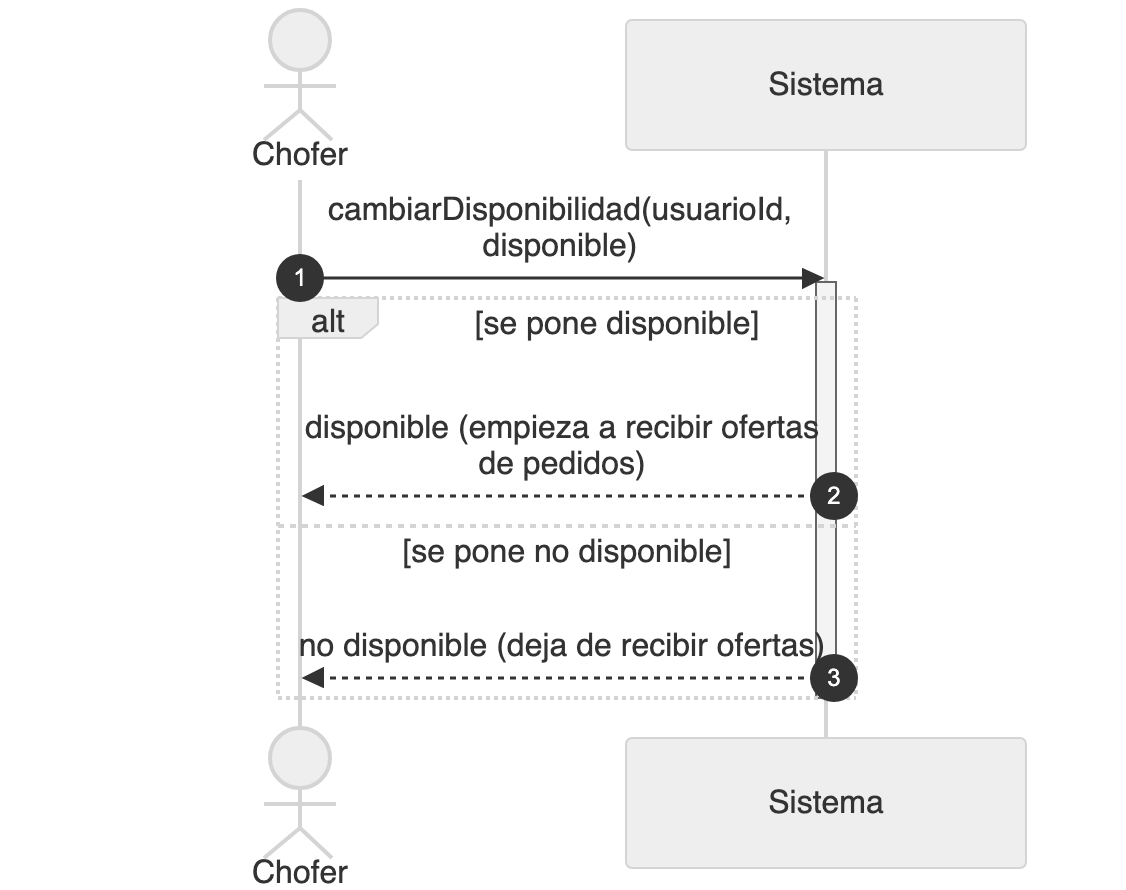 Sistema
Chofer
cambiarDisponibilidad(usuarioId,
disponible)
1
alt
[se pone disponible]
disponible (empieza a recibir ofertas
de pedidos)
2
[se pone no disponible]
no disponible (deja de recibir ofertas)
3
Sistema
Chofer